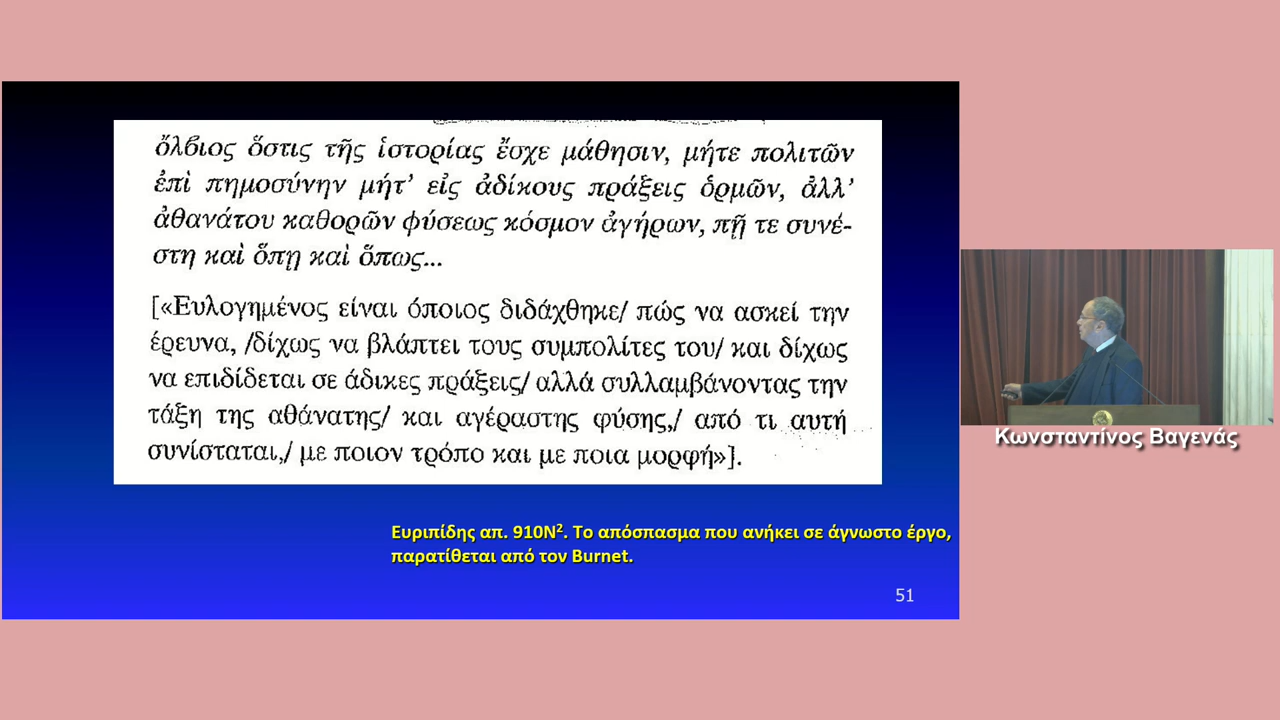 ὄλβιος ὅστις τῆς ἱστορίας ἔσχε μάθησιν, μήτε πολιτῶν
ἐπὶ πημοσύνην μήτ’ εἰς ἀδίκους πράξεις ὁρμῶν, ἀλλ’
ἀθανάτου καθορῶν φύσεως κόσμον ἀγήρων, πῇ τε συνέ-
στη καὶ ὅπῃ καὶ ὅπως...
[«Ευλογημένος είναι όποιος διδάχθηκε/ πώς να ασκεί την
έρευνα, /δίχως να βλάπτει τους συμπολίτες του/ και δίχως
να επιδίδεται σε άδικες πράξεις/ αλλά συλλαμβάνοντας την
τάξη της αθάνατης/ και αγέραστης φύσης,/ από τι αυτή
συνίσταται,/ με ποιον τρόπο και με ποια μορφή»].
Ευριπίδης απ. 910N². Το απόσπασμα που ανήκει σε άγνωστο έργο,
παρατίθεται από τον Burnet.
51
Κωνσταντίνος Βαγενάς